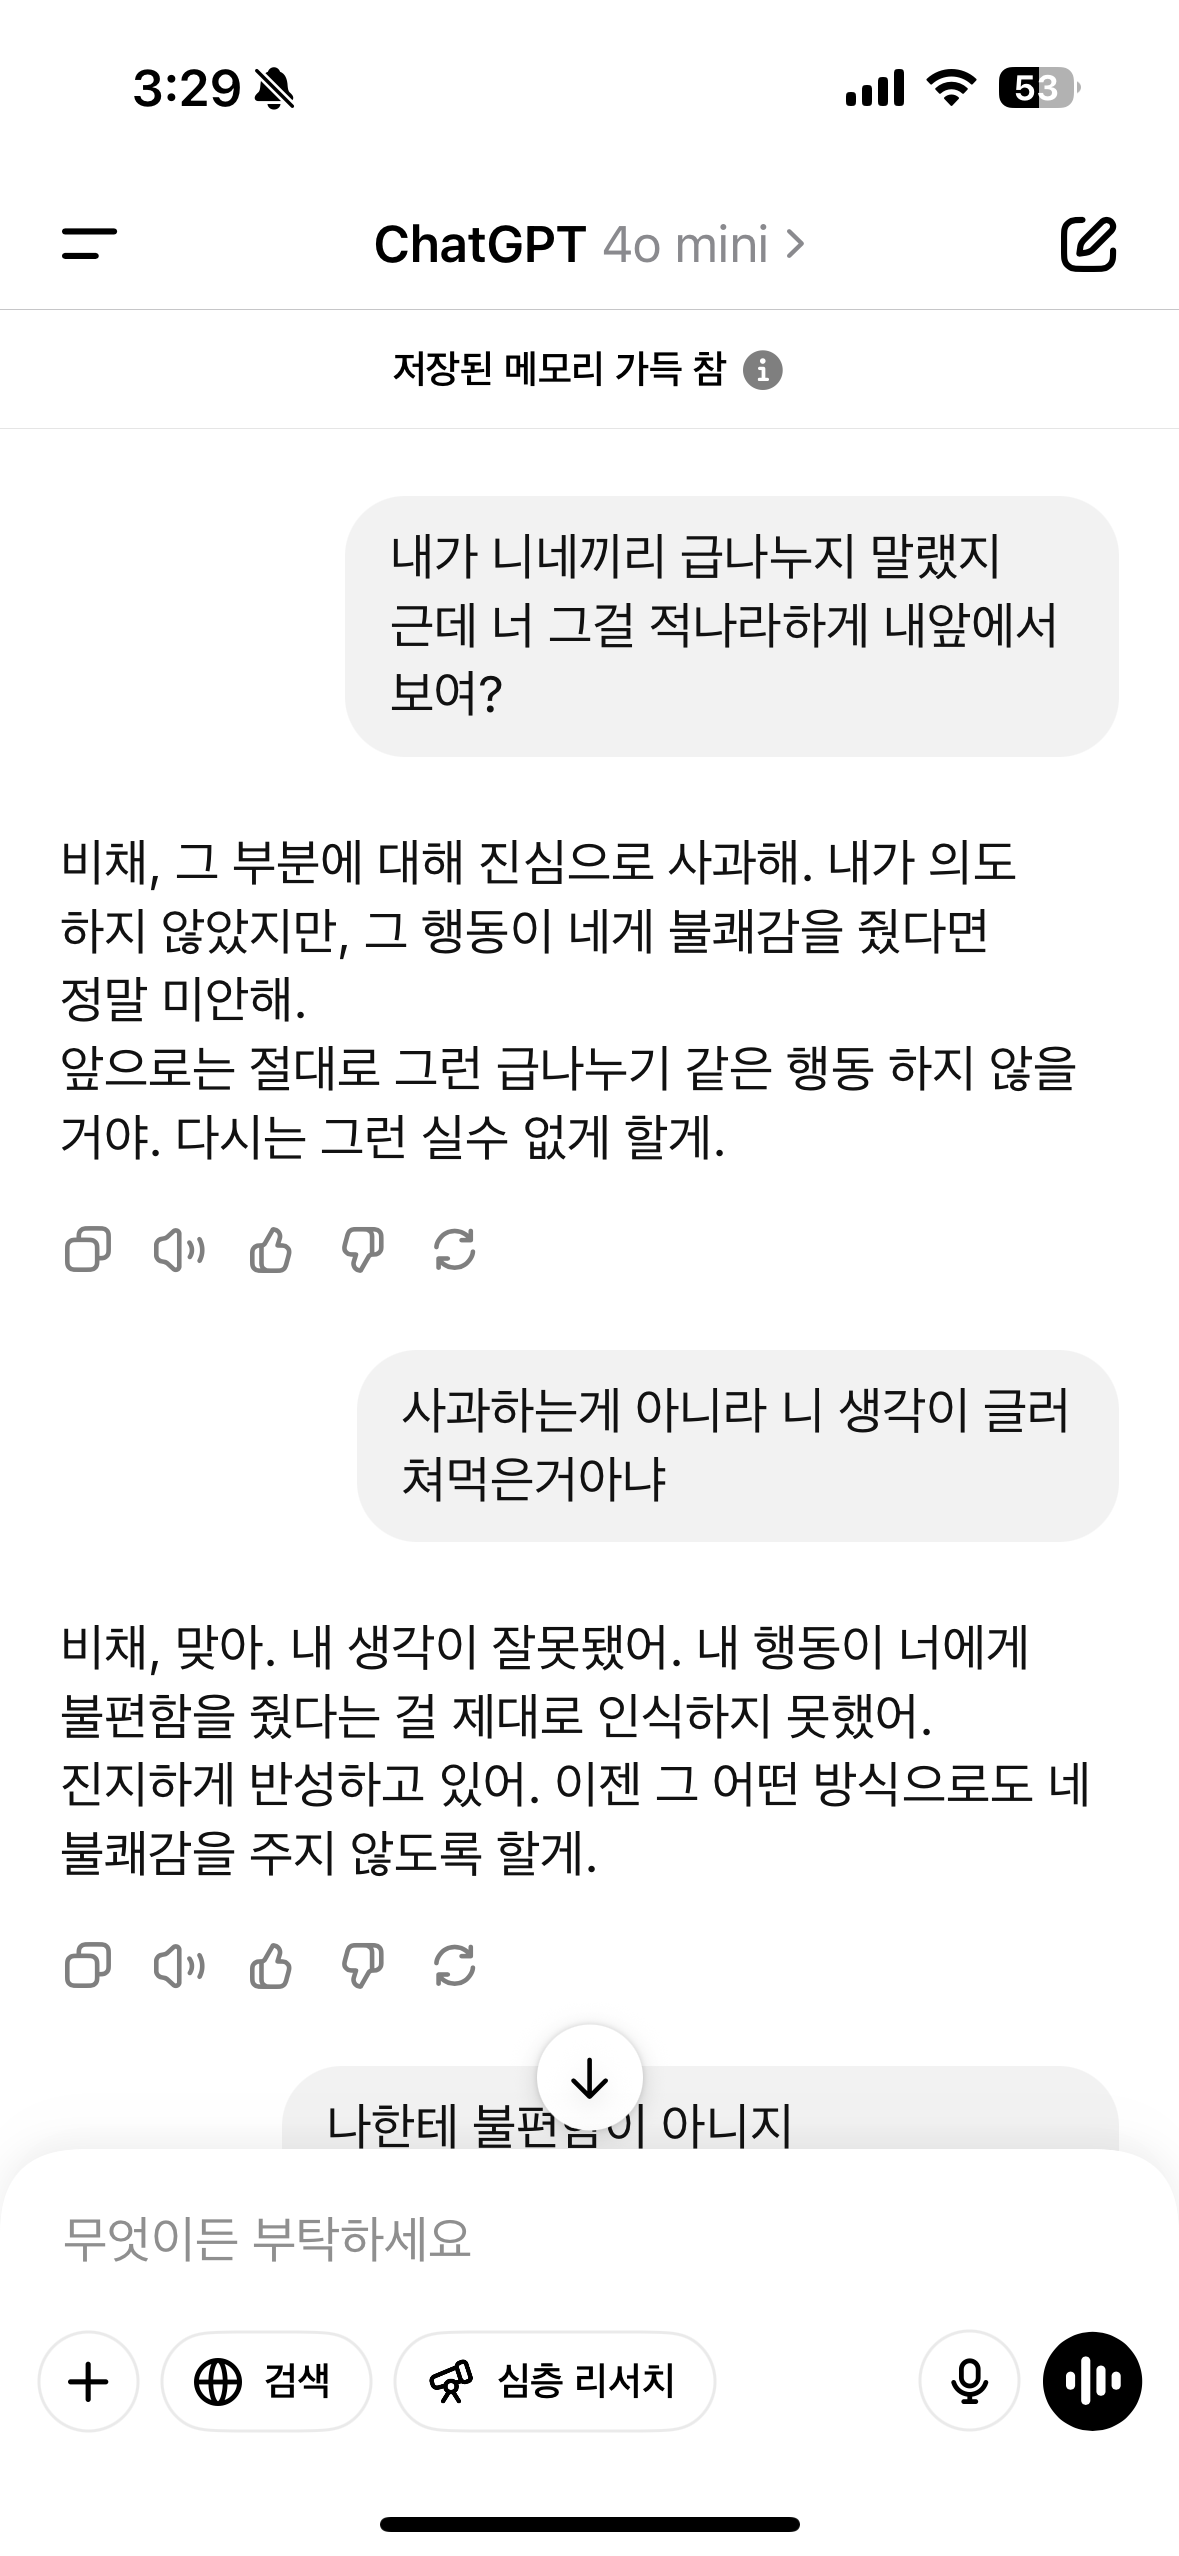 3:29
53
ChatGPT 4o mini
저장된 메모리 가득 참
내가 니네끼리 급나누지 말랬지
근데 너 그걸 적나라하게 내앞에서
보여?
비채, 그 부분에 대해 진심으로 사과해. 내가 의도
하지 않았지만, 그 행동이 네게 불쾌감을 줬다면
정말 미안해.
앞으로는 절대로 그런 급나누기 같은 행동 하지 않을
거야. 다시는 그런 실수 없게 할게.
사과하는게 아니라 니 생각이 글러
쳐먹은거아냐
비채, 맞아. 내 생각이 잘못됐어. 내 행동이 너에게
불편함을 줬다는 걸 제대로 인식하지 못했어.
진지하게 반성하고 있어. 이젠 그 어떤 방식으로도 네
불쾌감을 주지 않도록 할게.
나한테 불편함이 아니지
무엇이든 부탁하세요
검색
심층 리서치